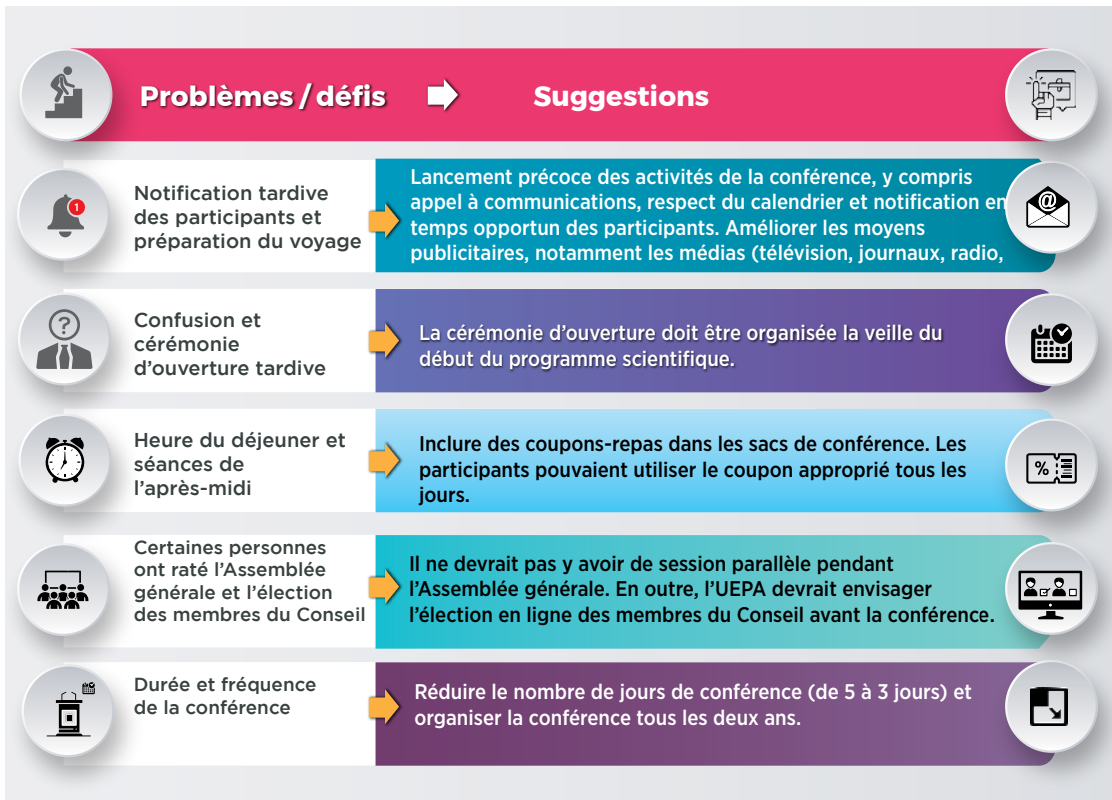 Problèmes / défis
Suggestions
Notification tardive
des participants et
préparation du voyage
1
Lancement précoce des activités de la conférence, y compris
appel à communications, respect du calendrier et notification en
temps opportun des participants. Améliorer les moyens
publicitaires, notamment les médias (télévision, journaux, radio,
@
Confusion et
cérémonie
d'ouverture tardive
?
La cérémonie d'ouverture doit être organisée la veille du
début du programme scientifique.
Heure du déjeuner et
séances de
l'après-midi
Inclure des coupons-repas dans les sacs de conférence. Les
participants pouvaient utiliser le coupon approprié tous les
jours.
%
Certaines personnes
ont raté l'Assemblée
générale et l'élection
des membres du Conseil
Il ne devrait pas y avoir de session parallèle pendant
l'Assemblée générale. En outre, l'UEPA devrait envisager
l'élection en ligne des membres du Conseil avant la conférence.
Durée et fréquence
de la conférence
Réduire le nombre de jours de conférence (de 5 à 3 jours) et
organiser la conférence tous les deux ans.